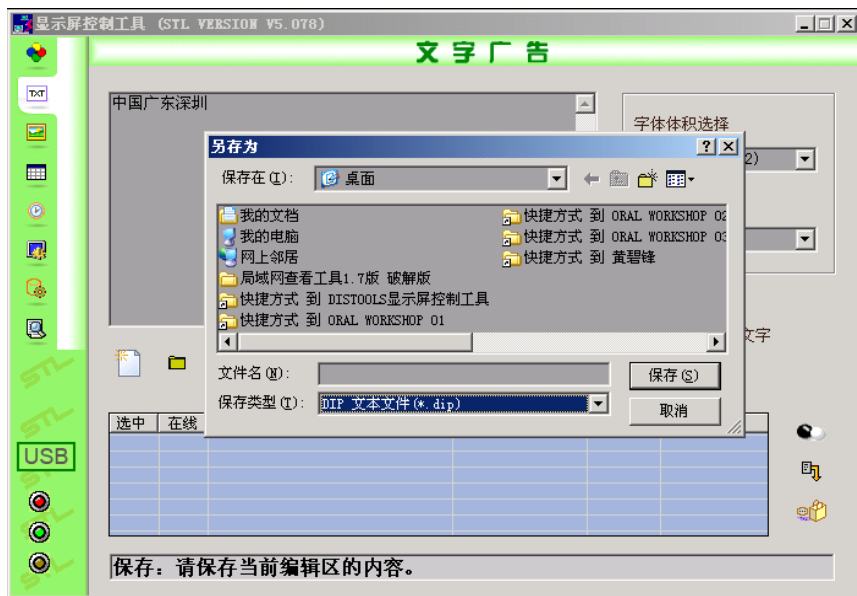 显示屏控制工具 (STL VERSION V5.078)
文字广告
TXT
中国广东深圳
字体体积选择
2)
另存为
保存在(I):
桌面
我的文档
我的电脑
网上邻居
局域网查看工具1.7版 破解版
快捷方式 到 DISTOOLS显示屏控制工具
快捷方式 到 ORAL WORKSHOP 01
快捷方式 到 ORAL WORKSHOP 02
快捷方式 到 ORAL WORKSHOP 03
快捷方式 到 黄碧锋
文件名(N):
保存(S)
保存类型(T):
DIP 文本文件(*.dip)
取消
文字
选中 在线
STL
STL
USB
STL
STL
STL
保存：请保存当前编辑区的内容。